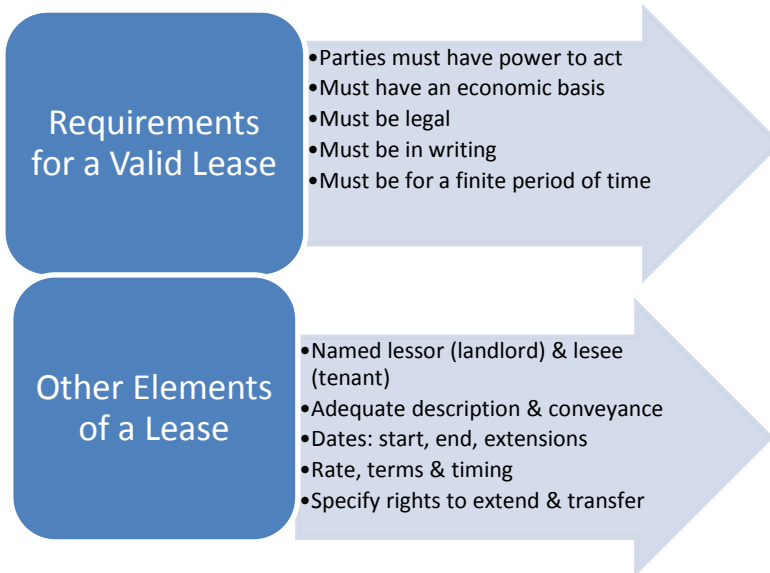 Requirements
for a Valid Lease
•Parties must have power to act
•Must have an economic basis
•Must be legal
•Must be in writing
•Must be for a finite period of time
Other Elements
of a Lease
•Named lessor (landlord) & lesee
(tenant)
•Adequate description & conveyance
•Dates: start, end, extensions
•Rate, terms & timing
•Specify rights to extend & transfer